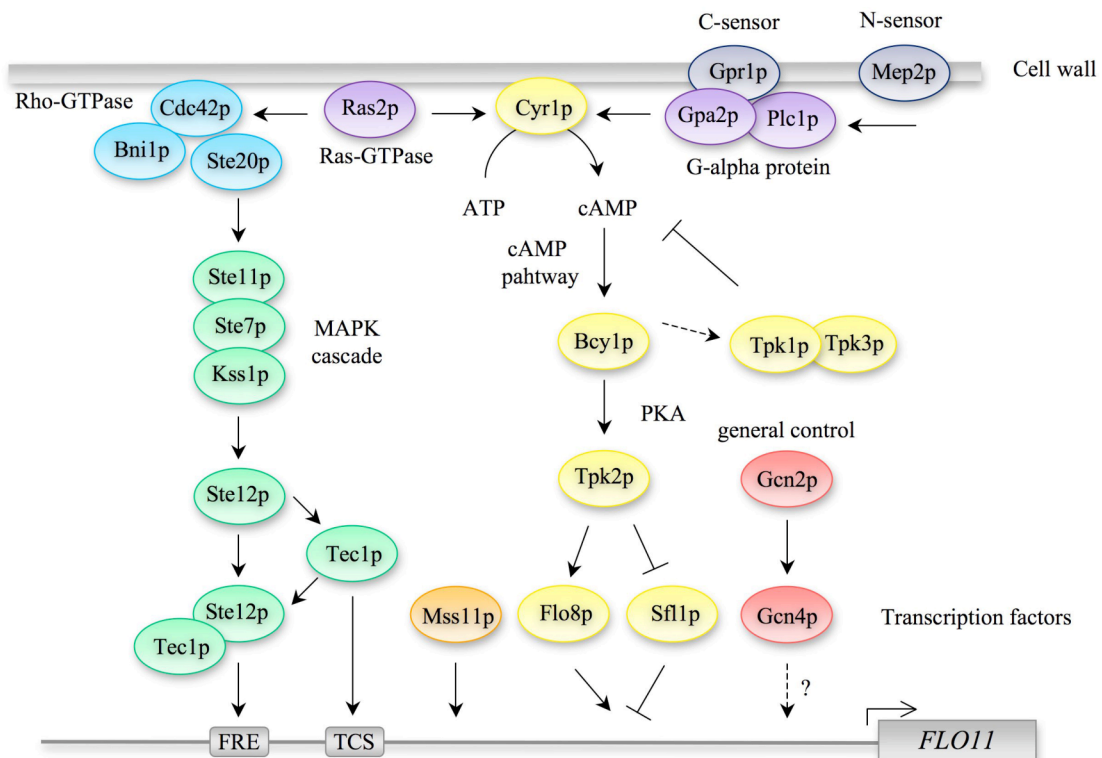 C-sensor
N-sensor
Cell wall
Gpr1p
Mep2p
Rho-GTPase
Cdc42p
Ras2p
Cyr1p
Gpa2p
Plc1p
Bni1p
Ste20p
Ras-GTPase
G-alpha protein
ATP
cAMP
cAMP
pahtway
Ste11p
Ste7p
Kss1p
MAPK
cascade
Bcy1p
Tpk1p
Tpk3p
PKA
general control
Ste12p
Tpk2p
Gcn2p
Tec1p
Ste12p
Tec1p
Mss11p
Flo8p
Sfl1p
Gcn4p
Transcription factors
?
FRE
TCS
FLO11